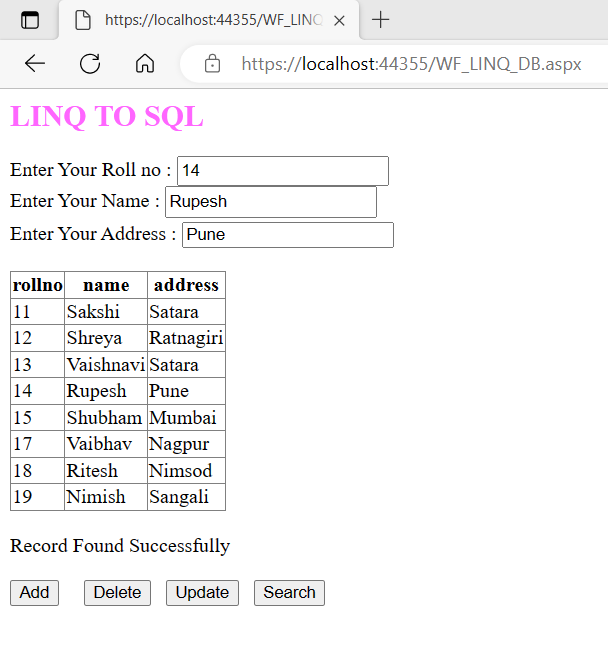 https://localhost:44355/WF_LINQ
https://localhost:44355/WF_LINQ_DB.aspx
LINQ TO SQL
Enter Your Roll no : 14
Enter Your Name : Rupesh
Enter Your Address : Pune
rollno name address
11 Sakshi Satara
12 Shreya Ratnagiri
13 Vaishnavi Satara
14 Rupesh Pune
15 Shubham Mumbai
17 Vaibhav Nagpur
18 Ritesh Nimsod
19 Nimish Sangali
Record Found Successfully
Add Delete Update Search